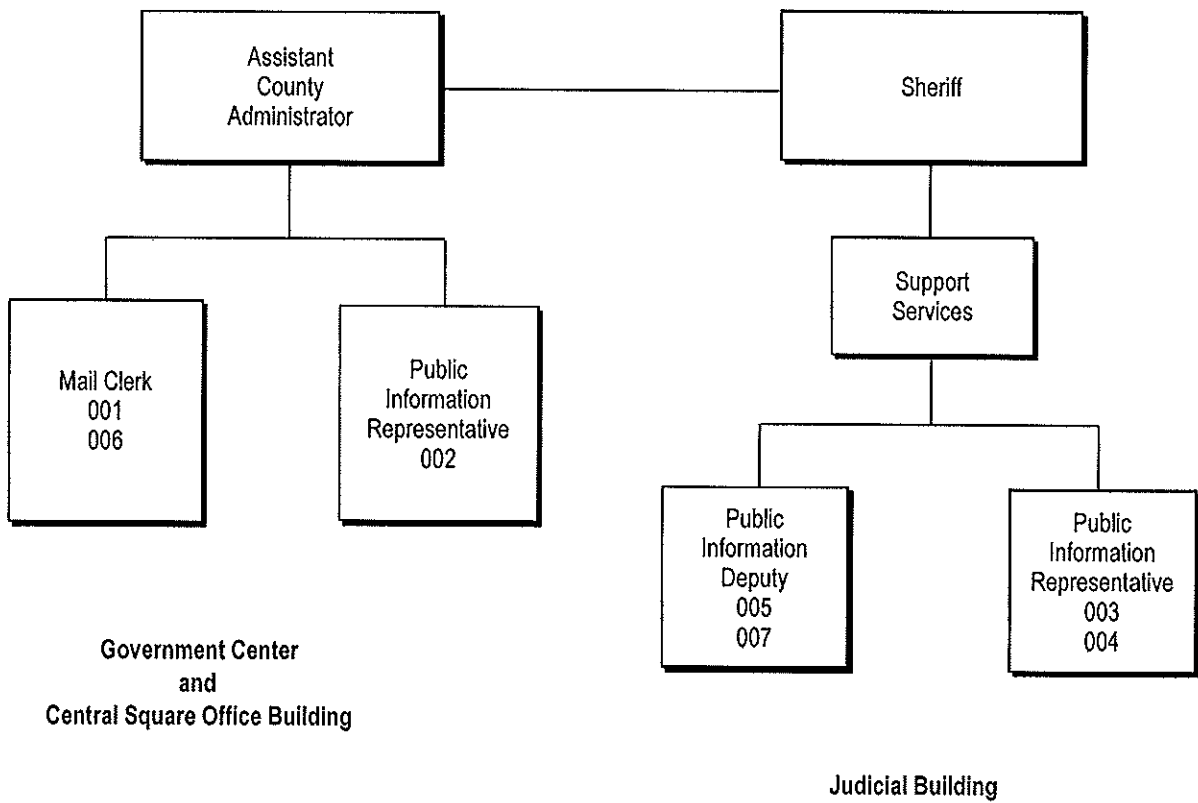 Assistant
County
Administrator
Sheriff
Support
Services
Mail Clerk
001
006
Public
Information
Representative
002
Public
Information
Deputy
005
007
Public
Information
Representative
003
004
Government Center
and
Central Square Office Building
Judicial Building